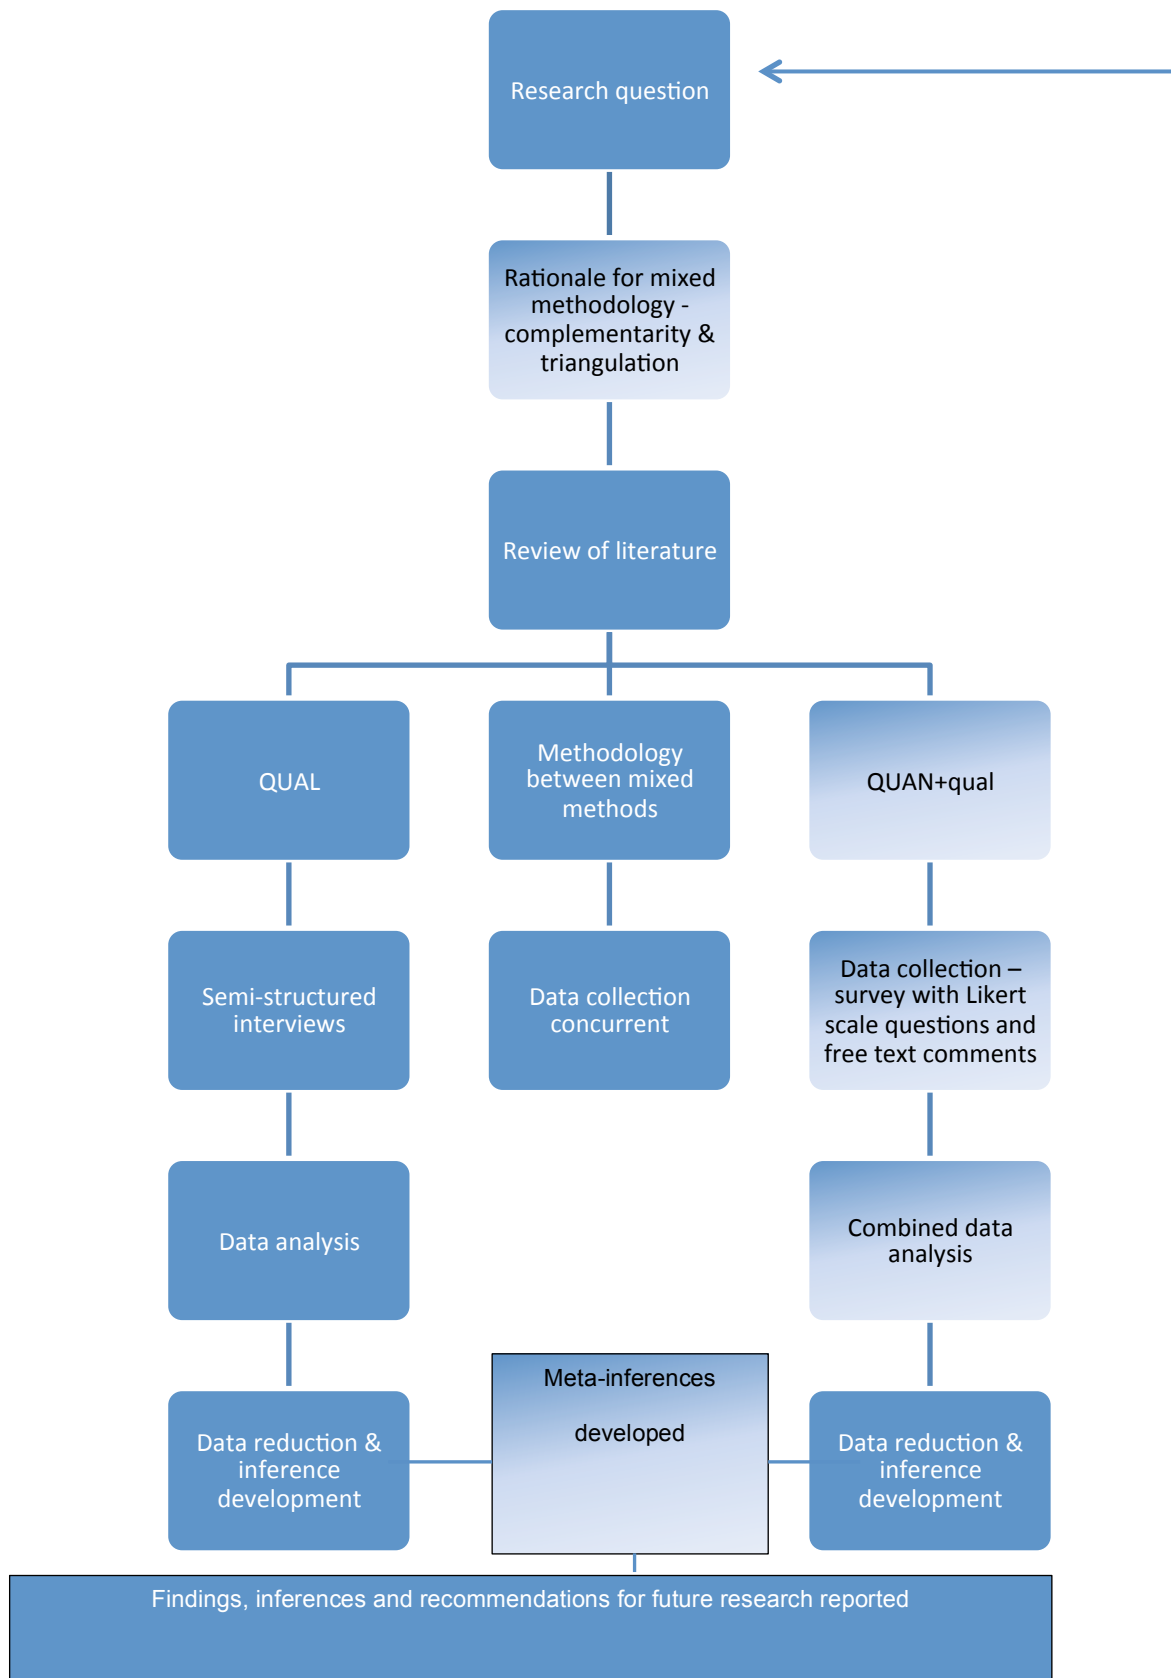 Research question
Rationale for mixed
methodology -
complementarity &
triangulation
Review of literature
QUAL
Methodology
between mixed
methods
QUAN+qual
Semi-structured
interviews
Data collection
concurrent
Data collection –
survey with Likert
scale questions and
free text comments
Data analysis
Combined data
analysis
Data reduction &
inference
development
Meta-inferences
developed
Data reduction &
inference
development
Findings, inferences and recommendations for future research reported